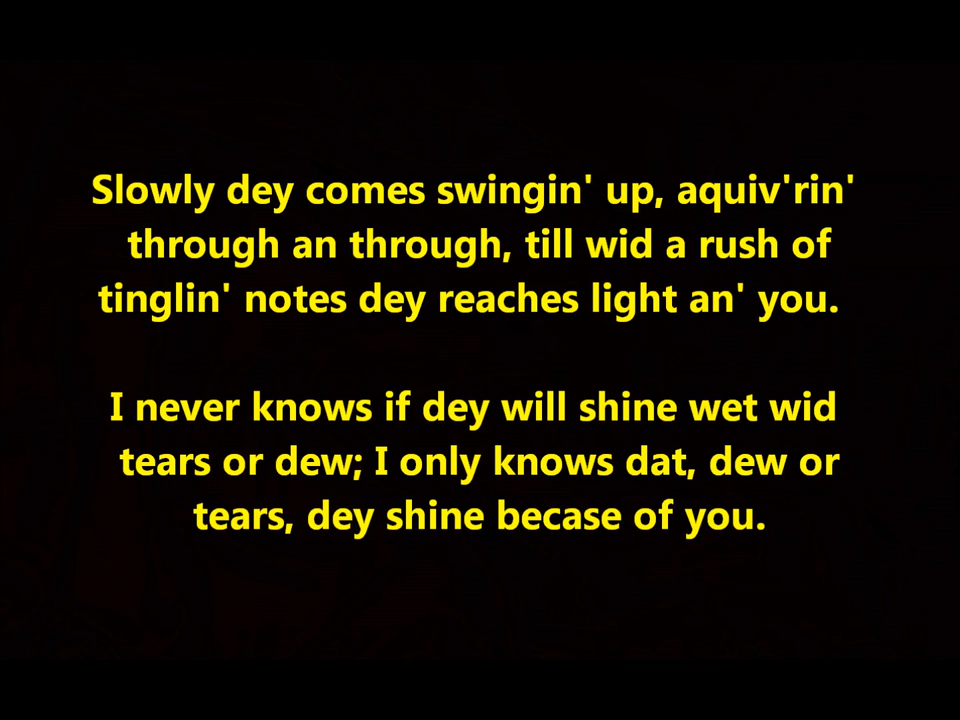 Slowly dey comes swingin' up, aquiv'rin'
through an through, till wid a rush of
tinglin' notes dey reaches light an' you.
I never knows if dey will shine wet wid
tears or dew; I only knows dat, dew or
tears, dey shine becase of you.